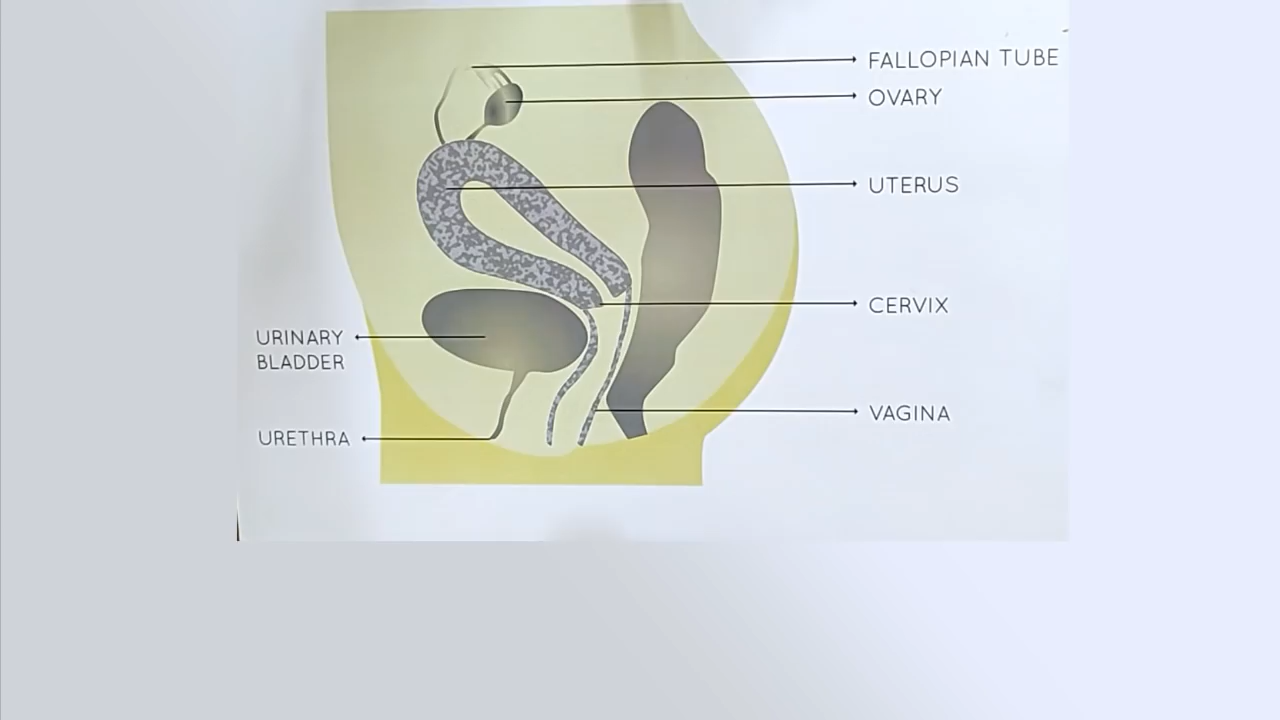 FALLOPIAN TUBE
OVARY
UTERUS
CERVIX
URINARY
BLADDER
VAGINA
URETHRA